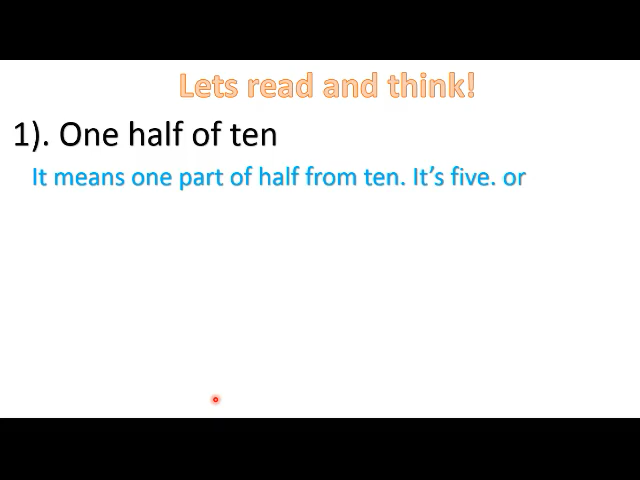 Lets read and think!
1). One half of ten
It means one part of half from ten. It’s five. or